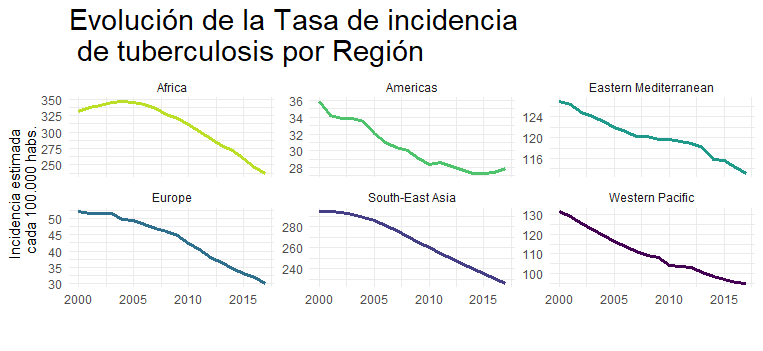 Evolución de la Tasa de incidencia
de tuberculosis por Región
Incidencia estimada
cada 100.000 habs.
Africa
350
325
300
275
250
Americas
36
34
32
30
28
Eastern Mediterranean
124
120
116
Europe
50
45
40
35
30
2000 2005 2010 2015
South-East Asia
280
260
240
2000 2005 2010 2015
Western Pacific
130
120
110
100
2000 2005 2010 2015